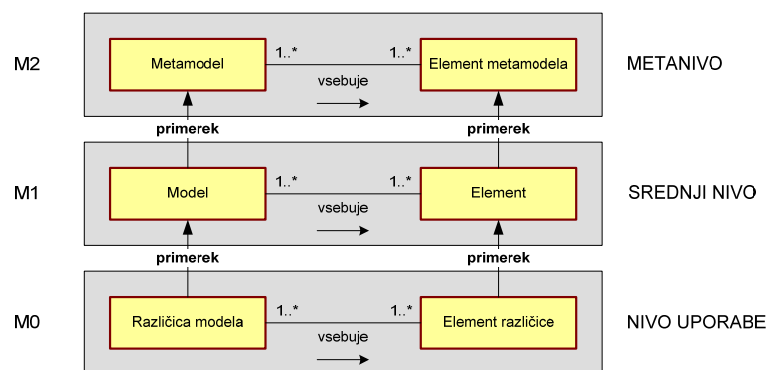 M2
Metamodel
1..*
1..*
Element metamodela
METANIVO
vsebuje
primerek
primerek
M1
Model
1..*
1..*
Element
SREDNJI NIVO
vsebuje
primerek
primerek
M0
Različica modela
1..*
1..*
Element različice
NIVO UPORABE
vsebuje